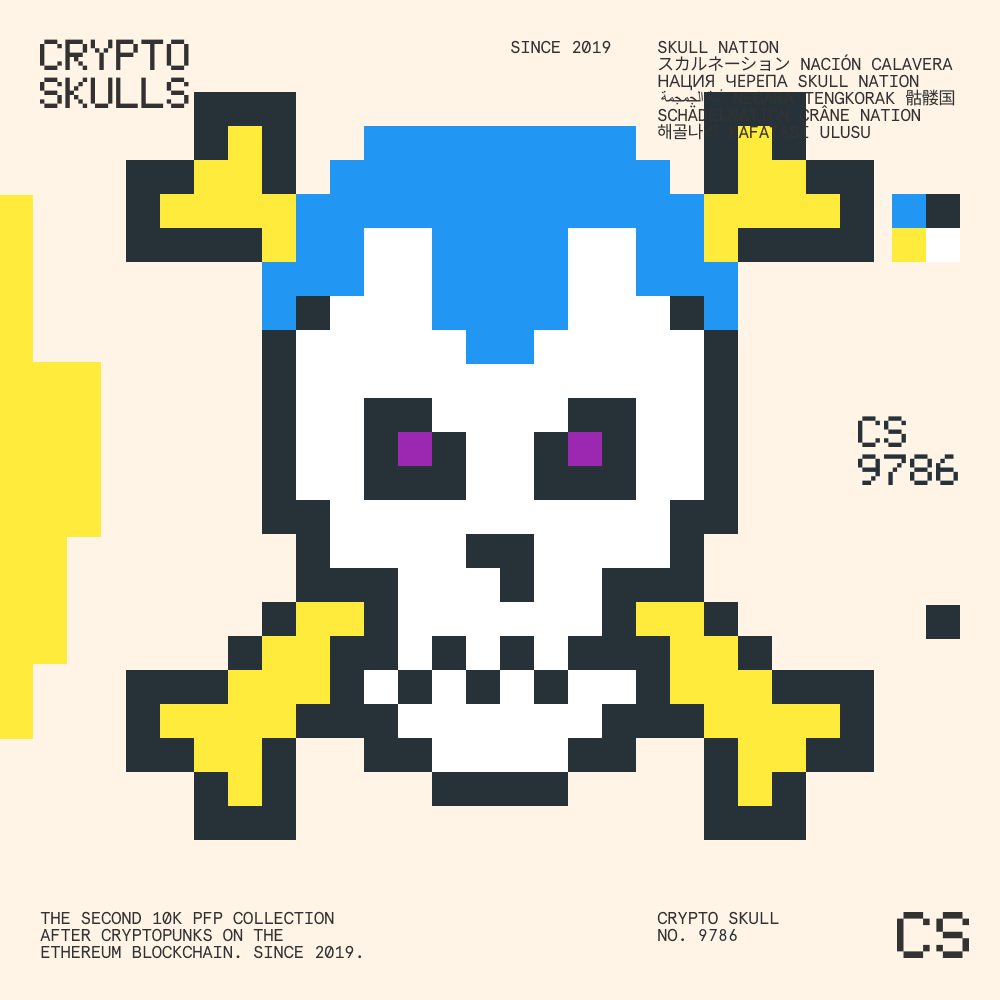 CRYPTO
SKULLS
SINCE 2019
SKULL NATION
スカルネーション NACIÓN CALAVERA
НАЦИЯ ЧЕРЕПА SKULL NATION
الجمجمة TENGKORAK 骷髅国
CRÂNE NATION
ULUSU
CS
9786
THE SECOND 10K PFP COLLECTION
AFTER CRYPTOPUNKS ON THE
ETHEREUM BLOCKCHAIN. SINCE 2019.
CRYPTO SKULL
NO. 9786
CS